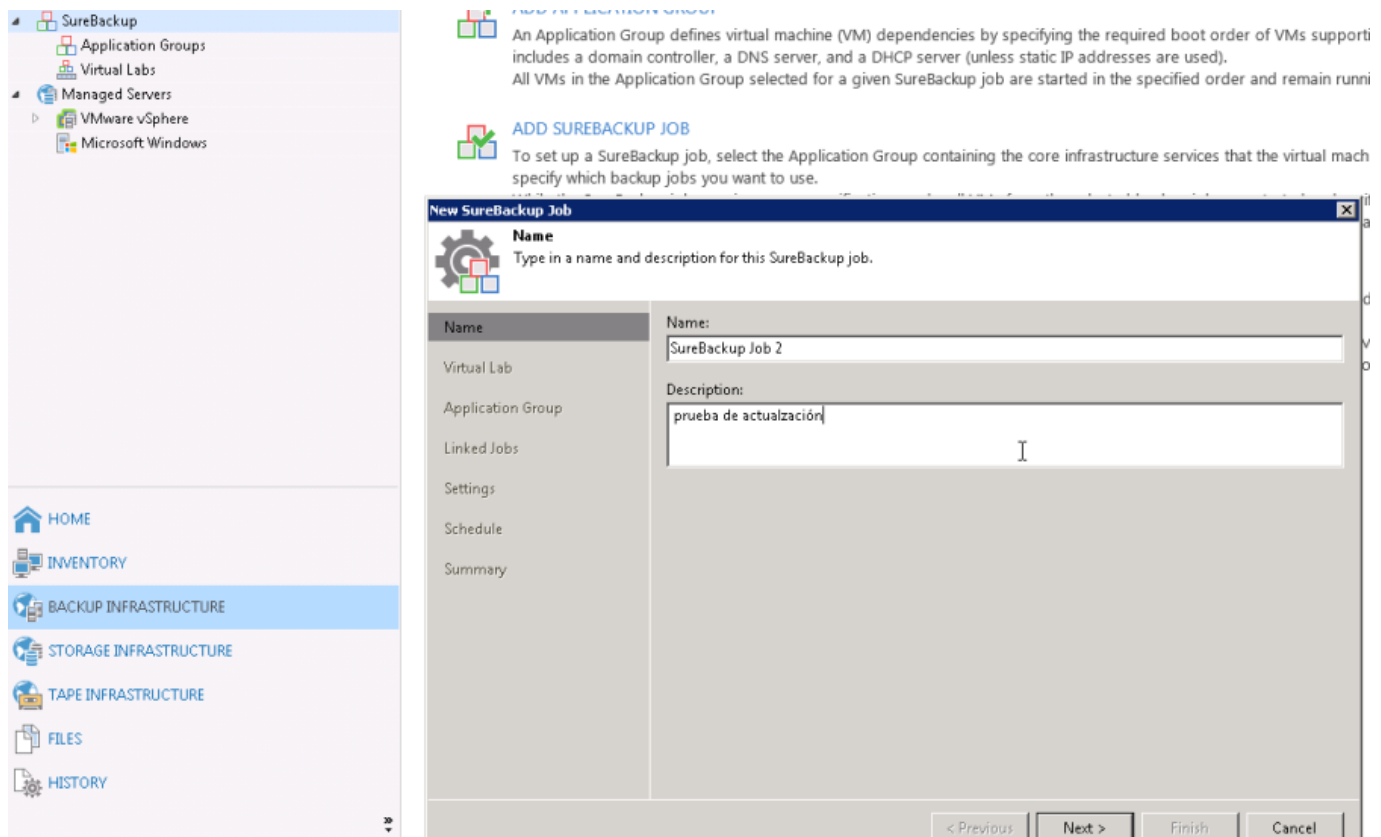 SureBackup
Application Groups
Virtual Labs
Managed Servers
VMware vSphere
Microsoft Windows
HOME
INVENTORY
BACKUP INFRASTRUCTURE
STORAGE INFRASTRUCTURE
TAPE INFRASTRUCTURE
FILES
HISTORY
ADD APPLICATION GROUP
An Application Group defines virtual machine (VM) dependencies by specifying the required boot order of VMs supporti
includes a domain controller, a DNS server, and a DHCP server (unless static IP addresses are used).
All VMs in the Application Group selected for a given SureBackup job are started in the specified order and remain runni
ADD SUREBACKUP JOB
To set up a SureBackup job, select the Application Group containing the core infrastructure services that the virtual mach
specify which backup jobs you want to use.
New SureBackup Job
Name
Type in a name and description for this SureBackup job.
Name
Virtual Lab
Application Group
Linked Jobs
Settings
Schedule
Summary
Name:
SureBackup Job 2
Description:
prueba de actualzación
< Previous
Next >
Finish
Cancel